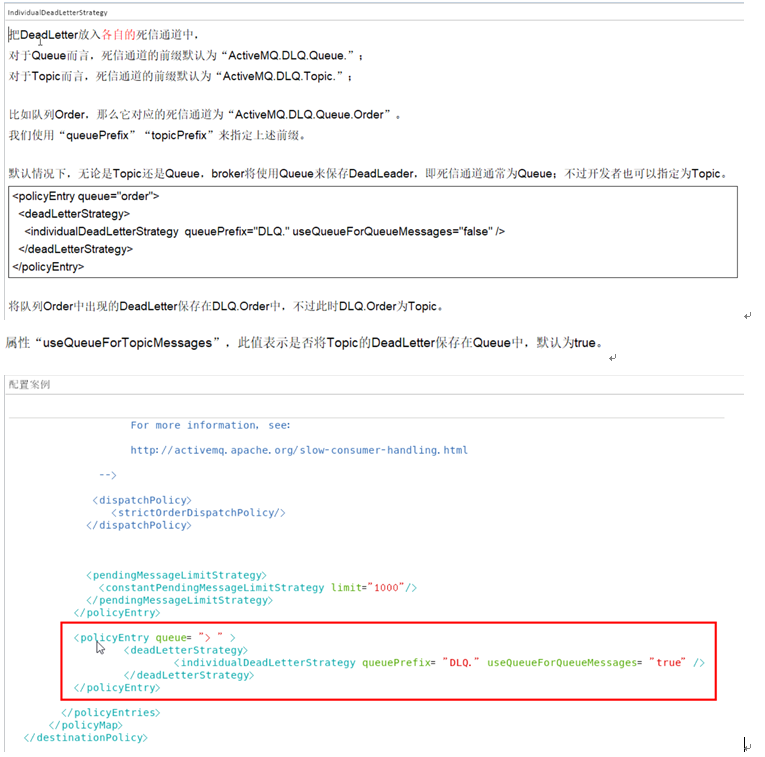 IndividualDeadLetterStrategy
把DeadLetter放入各自的死信通道中，
对于Queue而言，死信通道的前缀默认为“ActiveMQ.DLQ.Queue.”；
对于Topic而言，死信通道的前缀默认为“ActiveMQ.DLQ.Topic.”；
比如队列Order，那么它对应的死信通道为“ActiveMQ.DLQ.Queue.Order”。
我们使用“queuePrefix”“topicPrefix”来指定上述前缀。
默认情况下，无论是Topic还是Queue，broker将使用Queue来保存DeadLeader，即死信通道通常为Queue；不过开发者也可以指定为Topic。
<policyEntry queue="order">
<deadLetterStrategy>
<individualDeadLetterStrategy queuePrefix="DLQ." useQueueForQueueMessages="false" />
</deadLetterStrategy>
</policyEntry>
将队列Order中出现的DeadLetter保存在DLQ.Order中，不过此时DLQ.Order为Topic。
属性“useQueueForTopicMessages”，此值表示是否将Topic的DeadLetter保存在Queue中，默认为true。
配置案例
For more information, see:
http://activemq.apache.org/slow-consumer-handling.html
-->
<dispatchPolicy>
<strictOrderDispatchPolicy/>
</dispatchPolicy>
<pendingMessageLimitStrategy>
<constantPendingMessageLimitStrategy limit="1000"/>
</pendingMessageLimitStrategy>
</policyEntry>
<policyEntry queue= "> " >
<deadLetterStrategy>
<individualDeadLetterStrategy queuePrefix= "DLQ." useQueueForQueueMessages= "true" />
</deadLetterStrategy>
</policyEntry>
</policyEntries>
</policyMap>
</destinationPolicy>